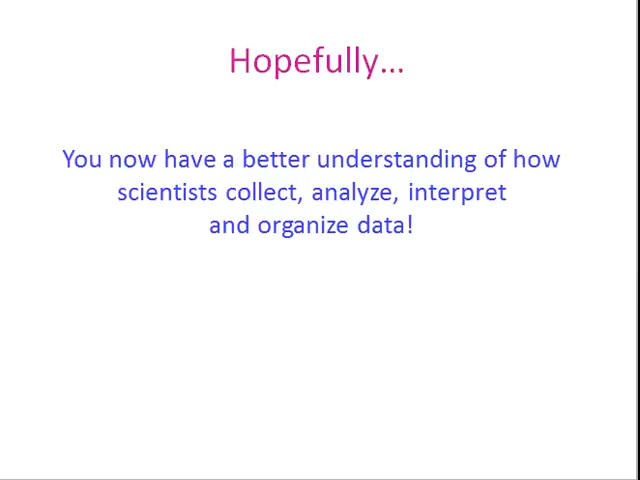 Hopefully…
You now have a better understanding of how
scientists collect, analyze, interpret
and organize data!